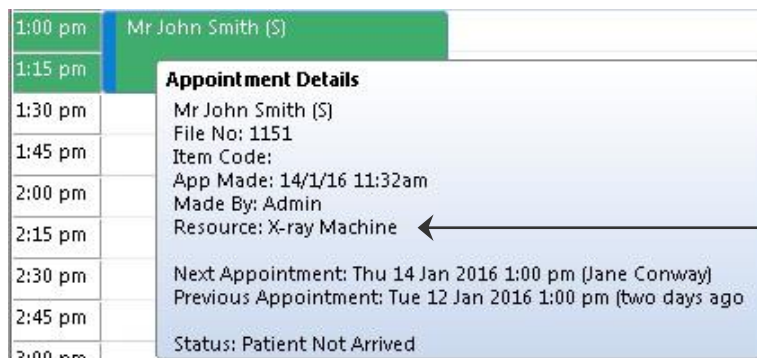 1:00 pm Mr John Smith (S)
1:15 pm
1:30 pm
1:45 pm
2:00 pm
2:15 pm
2:30 pm
2:45 pm
3:00 pm
Appointment Details
Mr John Smith (S)
File No: 1151
Item Code:
App Made: 14/1/16 11:32am
Made By: Admin
Resource: X-ray Machine
Next Appointment: Thu 14 Jan 2016 1:00 pm (Jane Conway)
Previous Appointment: Tue 12 Jan 2016 1:00 pm (two days ago
Status: Patient Not Arrived